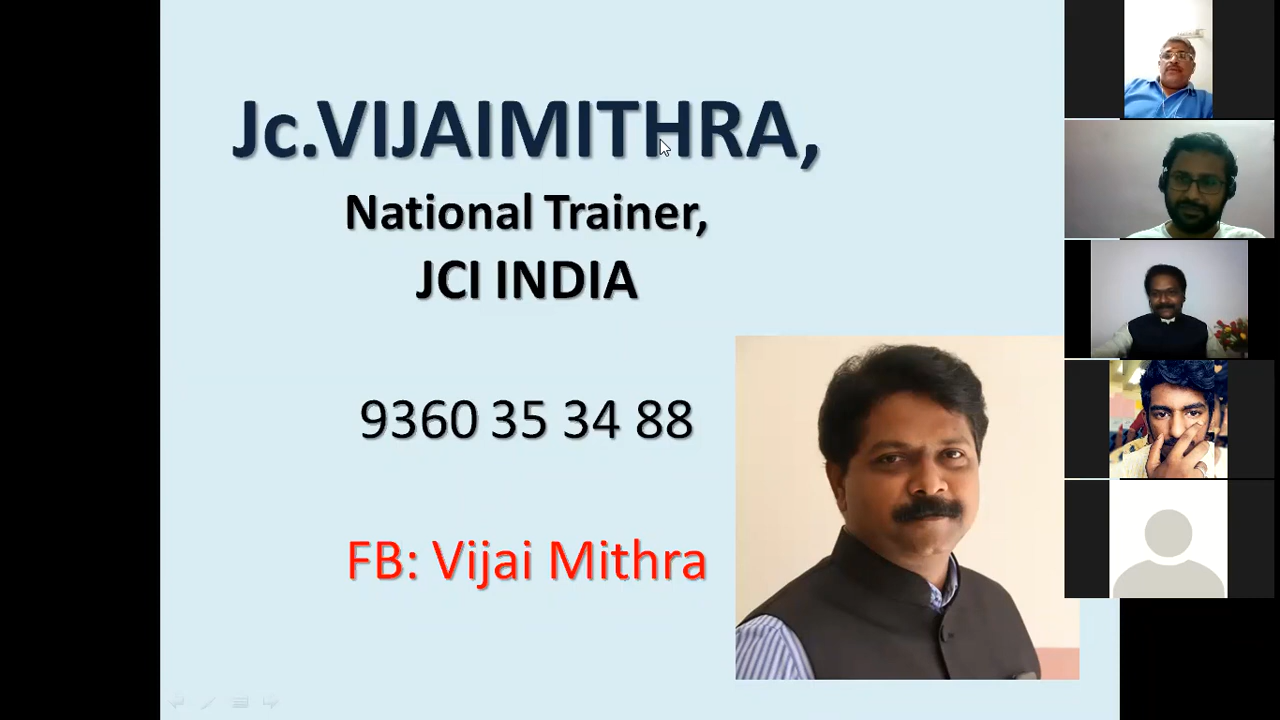 Jc.VIJAIMITHRA,
National Trainer,
JCI INDIA
9360 35 34 88
FB: Vijai Mithra